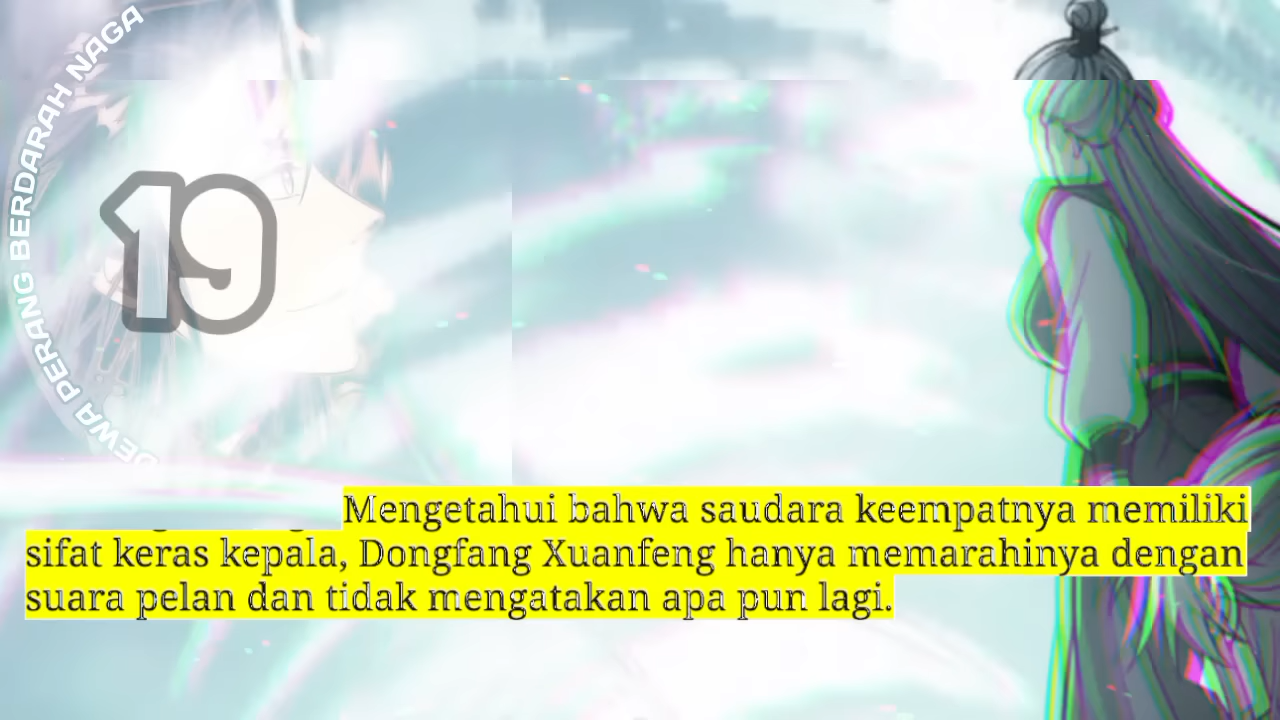 DEWA PERANG BERDARAH NAGA
19
Mengetahui bahwa saudara keempatnya memiliki
sifat keras kepala, Dongfang Xuanfeng hanya memarahinya dengan
suara pelan dan tidak mengatakan apa pun lagi.